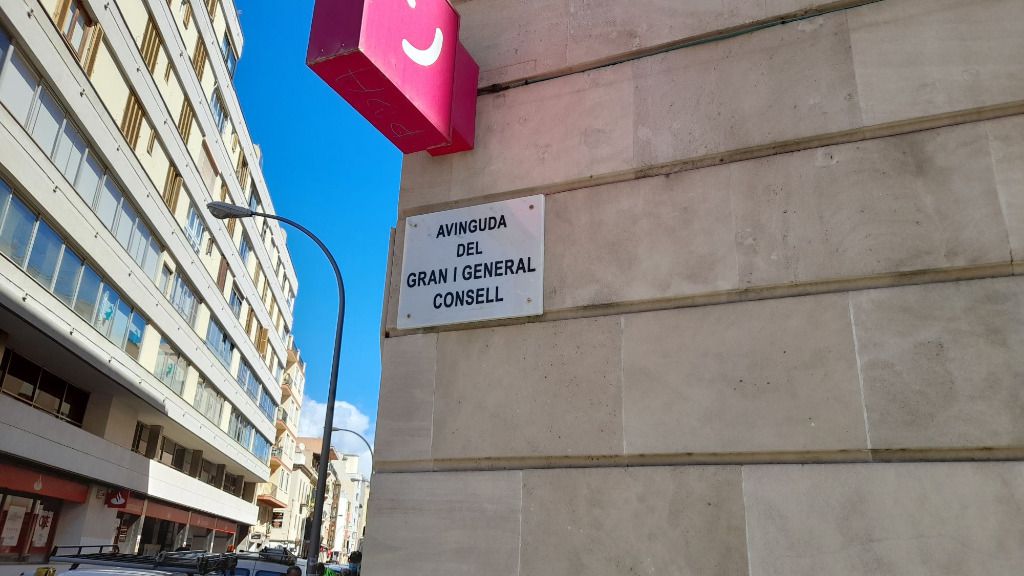 AVINGUDA
DEL
GRAN I GENERAL
CONSELL